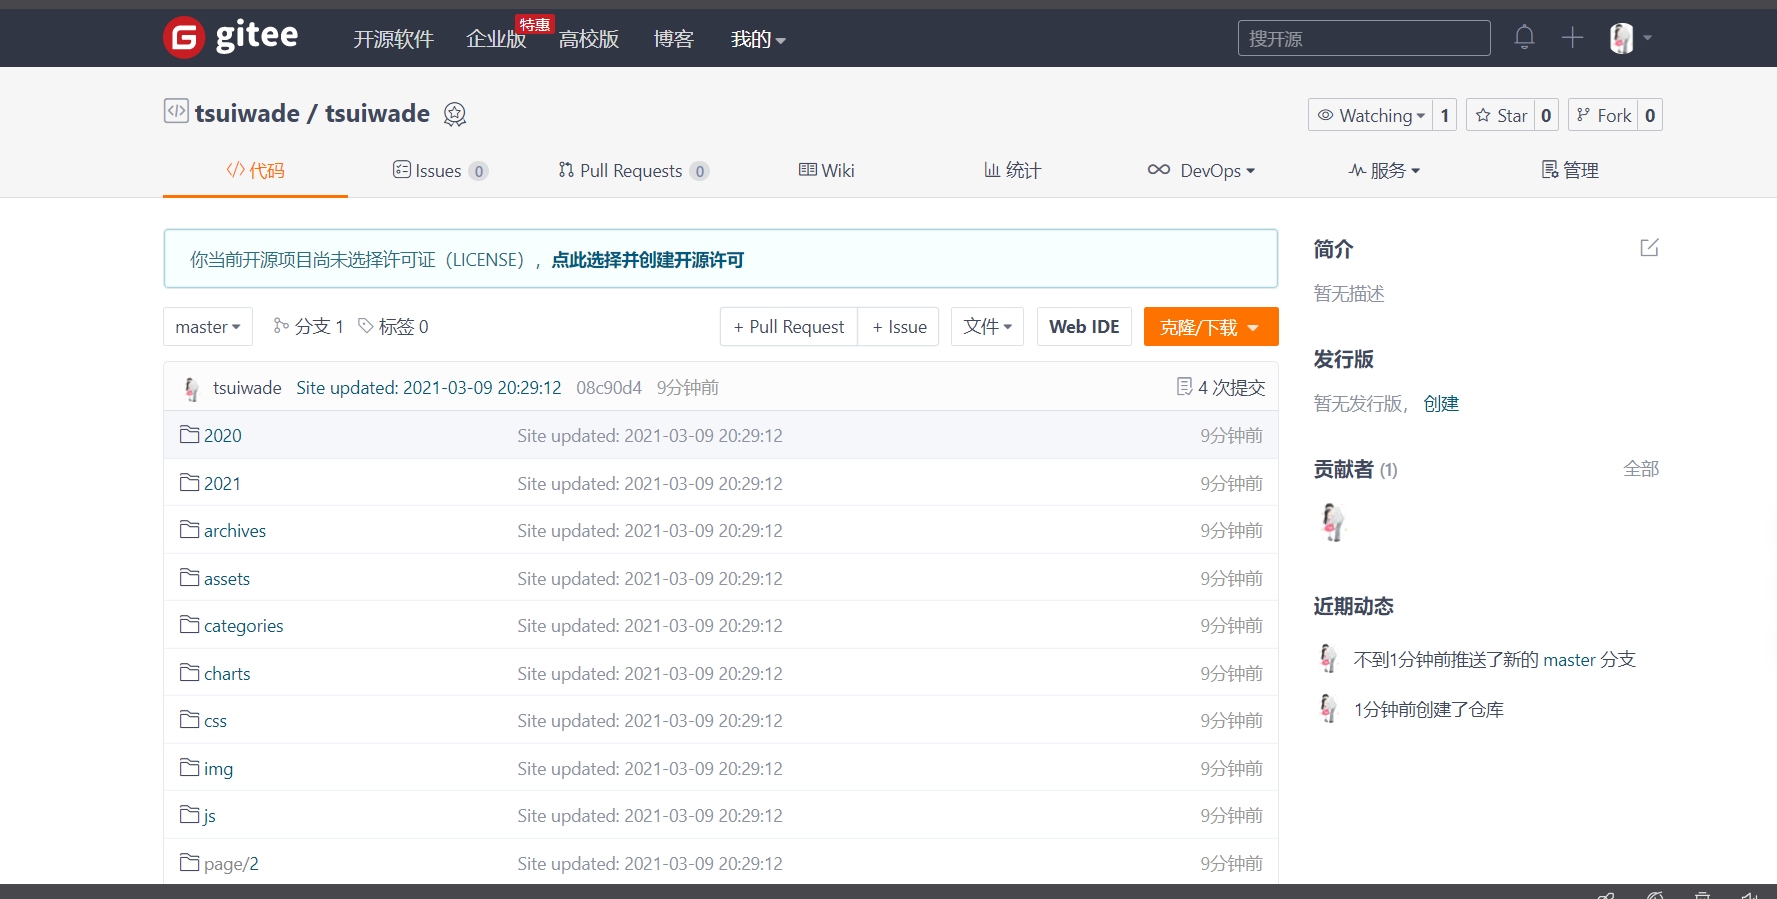 gitee 开源软件 企业版 特惠 高校版 博客 我的 搜开源
tsuiwade / tsuiwade Watching 1 Star 0 Fork 0
代码 Issues 0 Pull Requests 0 Wiki 统计 DevOps 服务 管理
你当前开源项目尚未选择许可证（LICENSE），点此选择并创建开源许可
master 分支 1 标签 0 + Pull Request + Issue 文件 Web IDE 克隆/下载
tsuiwade Site updated: 2021-03-09 20:29:12 08c90d4 9分钟前 4 次提交
2020 Site updated: 2021-03-09 20:29:12 9分钟前
2021 Site updated: 2021-03-09 20:29:12 9分钟前
archives Site updated: 2021-03-09 20:29:12 9分钟前
assets Site updated: 2021-03-09 20:29:12 9分钟前
categories Site updated: 2021-03-09 20:29:12 9分钟前
charts Site updated: 2021-03-09 20:29:12 9分钟前
css Site updated: 2021-03-09 20:29:12 9分钟前
img Site updated: 2021-03-09 20:29:12 9分钟前
js Site updated: 2021-03-09 20:29:12 9分钟前
page/2 Site updated: 2021-03-09 20:29:12 9分钟前
简介
暂无描述
发行版
暂无发行版， 创建
贡献者 (1) 全部
近期动态
不到1分钟前推送了新的 master 分支
1分钟前创建了仓库